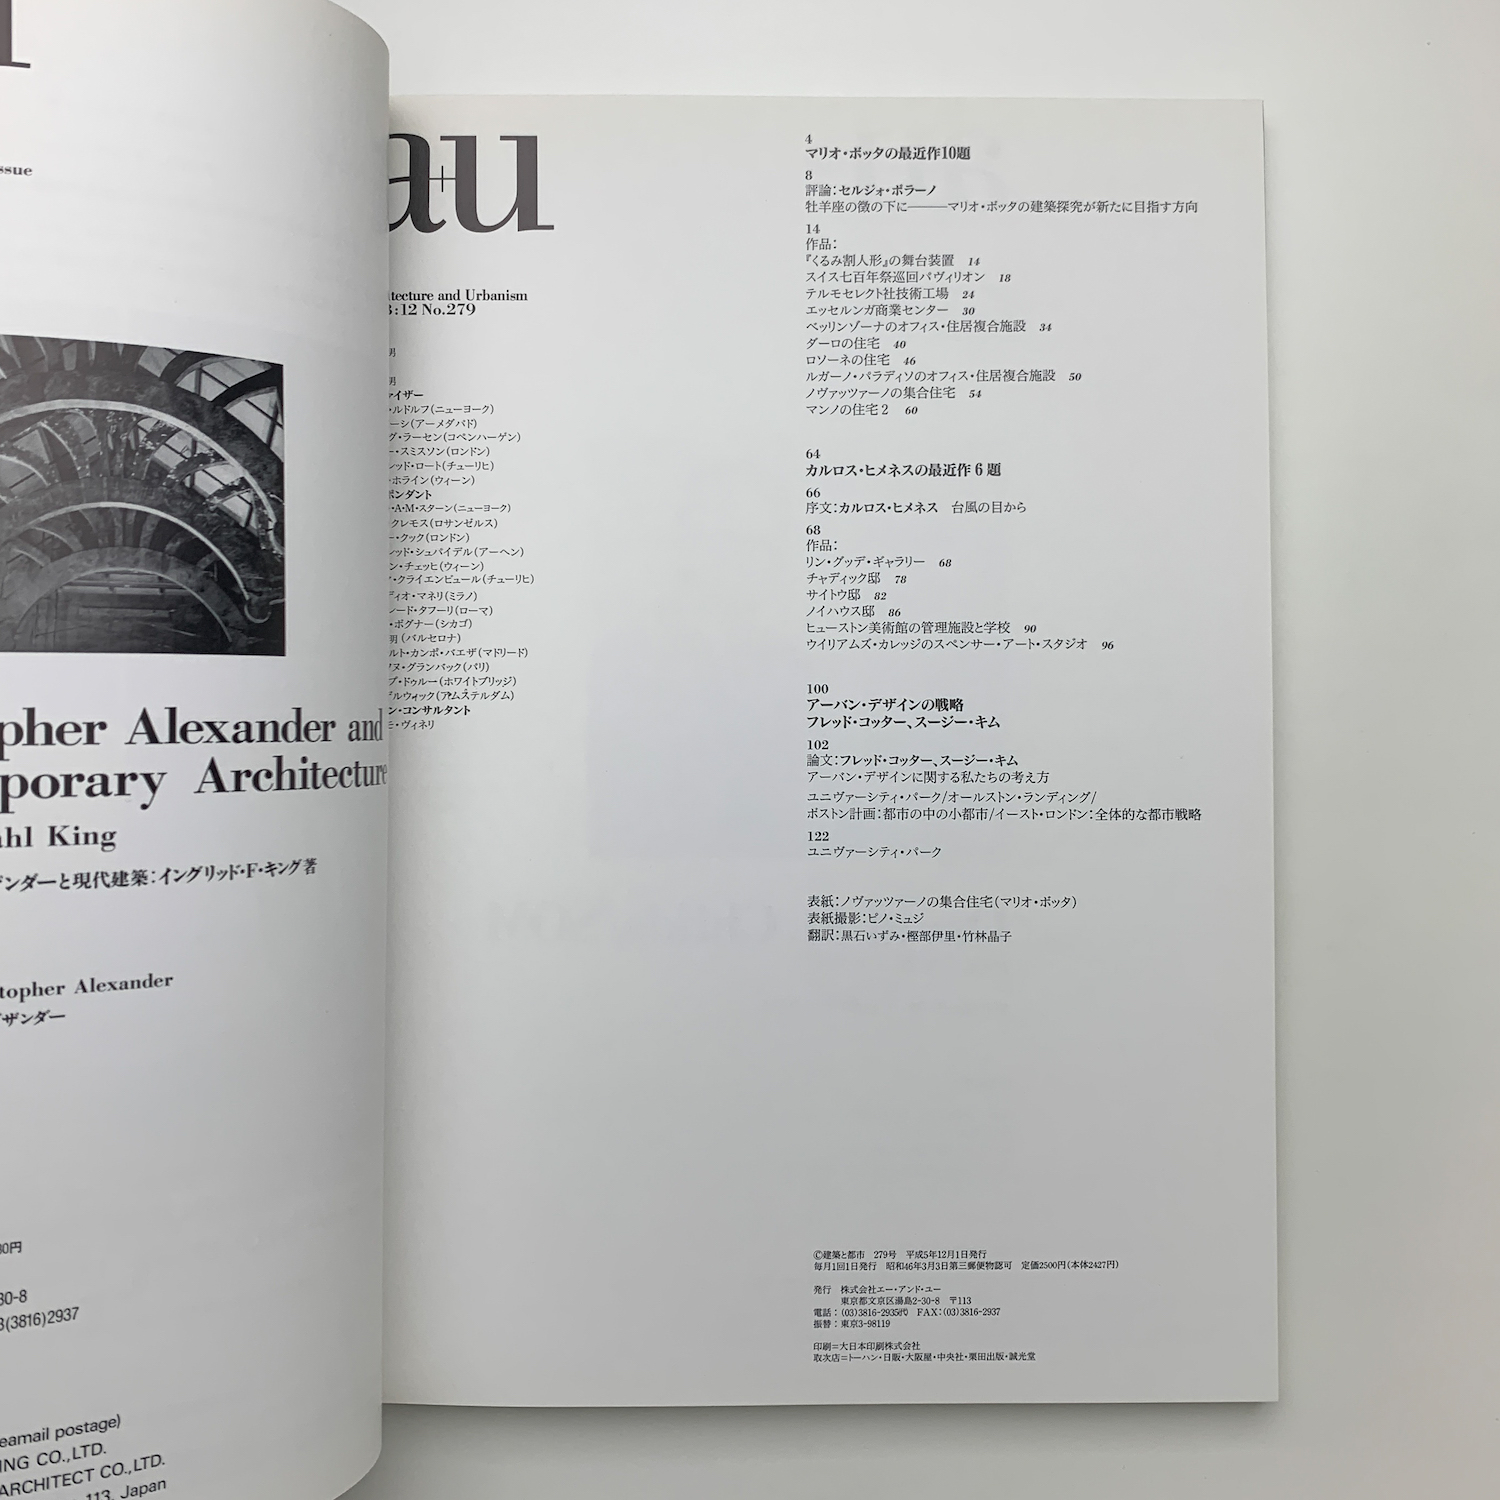 ssue
pher Alexander and
porary Architecture
ahl King
ンダーと現代建築：イングリッド・F・キング著
topher Alexander
ザンダー
30円
30-8
3(3816)2937
eamail postage)
ING CO.,LTD.
ARCHITECT CO.,LTD.
113, Japan
a+u
tecture and Urbanism
3:12 No.279
男
男
ァイザー
・ルドルフ（ニューヨーク）
ーシ（アーメダバド）
グ・ラーセン（コペンハーゲン）
ー・スミスソン（ロンドン）
レッド・ロート（チューリヒ）
・ホライン（ウィーン）
ポンダント
・A・M・スターン（ニューヨーク）
・クレモス（ロサンゼルス）
ー・クック（ロンドン）
レッド・シュパイデル（アーヘン）
ン・チェッヒ（ウィーン）
・クライエンビュール（チューリヒ）
ディオ・マネリ（ミラノ）
レード・タフーリ（ローマ）
・ボグナー（シカゴ）
明（バルセロナ）
ルト・カンポ・バエザ（マドリード）
ヌ・グランバック（パリ）
プ・ドゥルー（ホワイトブリッジ）
デルウィック（アムステルダム）
ン・コンサルタント
モ・ヴィネリ
4
マリオ・ボッタの最近作10題
8
評論：セルジォ・ポラーノ
牡羊座の徴の下に———マリオ・ボッタの建築探究が新たに目指す方向
14
作品：
『くるみ割人形』の舞台装置 14
スイス七百年祭巡回パヴィリオン 18
テルモセレクト社技術工場 24
エッセルンガ商業センター 30
ベッリンゾーナのオフィス・住居複合施設 34
ダーロの住宅 40
ロソーネの住宅 46
ルガーノ・パラディソのオフィス・住居複合施設 50
ノヴァッツァーノの集合住宅 54
マンノの住宅 2 60
64
カルロス・ヒメネスの最近作 6 題
66
序文：カルロス・ヒメネス 台風の目から
68
作品：
リン・グッデ・ギャラリー 68
チャディック邸 78
サイトウ邸 82
ノイハウス邸 86
ヒューストン美術館の管理施設と学校 90
ウイリアムズ・カレッジのスペンサー・アート・スタジオ 96
100
アーバン・デザインの戦略
フレッド・コッター、スージー・キム
102
論文：フレッド・コッター、スージー・キム
アーバン・デザインに関する私たちの考え方
ユニヴァーシティ・パーク/オールストン・ランディング/
ボストン計画：都市の中の小都市/イースト・ロンドン：全体的な都市戦略
122
ユニヴァーシティ・パーク
表紙：ノヴァッツァーノの集合住宅（マリオ・ボッタ）
表紙撮影：ピノ・ミュジ
翻訳：黒石いずみ・樫部伊里・竹林晶子
©建築と都市 279号 平成5年12月1日発行
毎月1回1日発行 昭和46年3月3日第三郵便物認可 定価2500円（本体2427円）
発行 株式会社エー・アンド・ユー
東京都文京区湯島2-30-8 〒113
電話：(03)3816-2935代 FAX：(03)3816-2937
振替：東京3-98119
印刷＝大日本印刷株式会社
取次店＝トーハン・日販・大阪屋・中央社・栗田出版・誠光堂